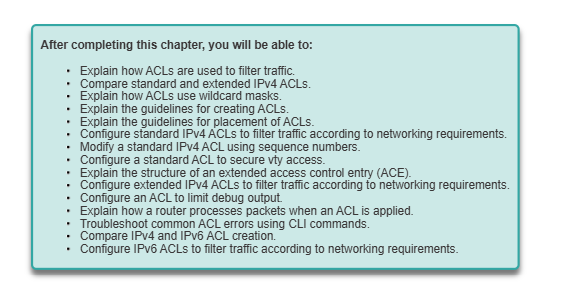 After completing this chapter, you will be able to:
• Explain how ACLs are used to filter traffic.
• Compare standard and extended IPv4 ACLs.
• Explain how ACLs use wildcard masks.
• Explain the guidelines for creating ACLs.
• Explain the guidelines for placement of ACLs.
• Configure standard IPv4 ACLs to filter traffic according to networking requirements.
• Modify a standard IPv4 ACL using sequence numbers.
• Configure a standard ACL to secure vty access.
• Explain the structure of an extended access control entry (ACE).
• Configure extended IPv4 ACLs to filter traffic according to networking requirements.
• Configure an ACL to limit debug output.
• Explain how a router processes packets when an ACL is applied.
• Troubleshoot common ACL errors using CLI commands.
• Compare IPv4 and IPv6 ACL creation.
• Configure IPv6 ACLs to filter traffic according to networking requirements.